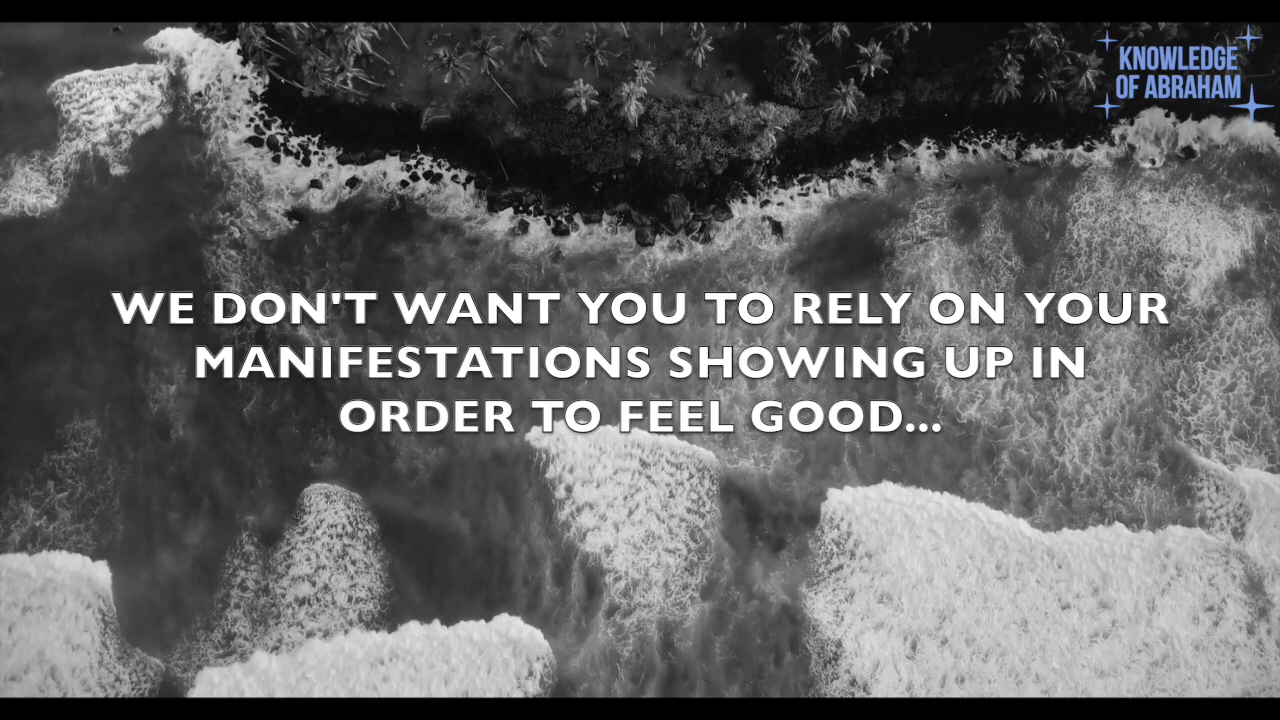 KNOWLEDGE
OF ABRAHAM
WE DON'T WANT YOU TO RELY ON YOUR
MANIFESTATIONS SHOWING UP IN
ORDER TO FEEL GOOD...